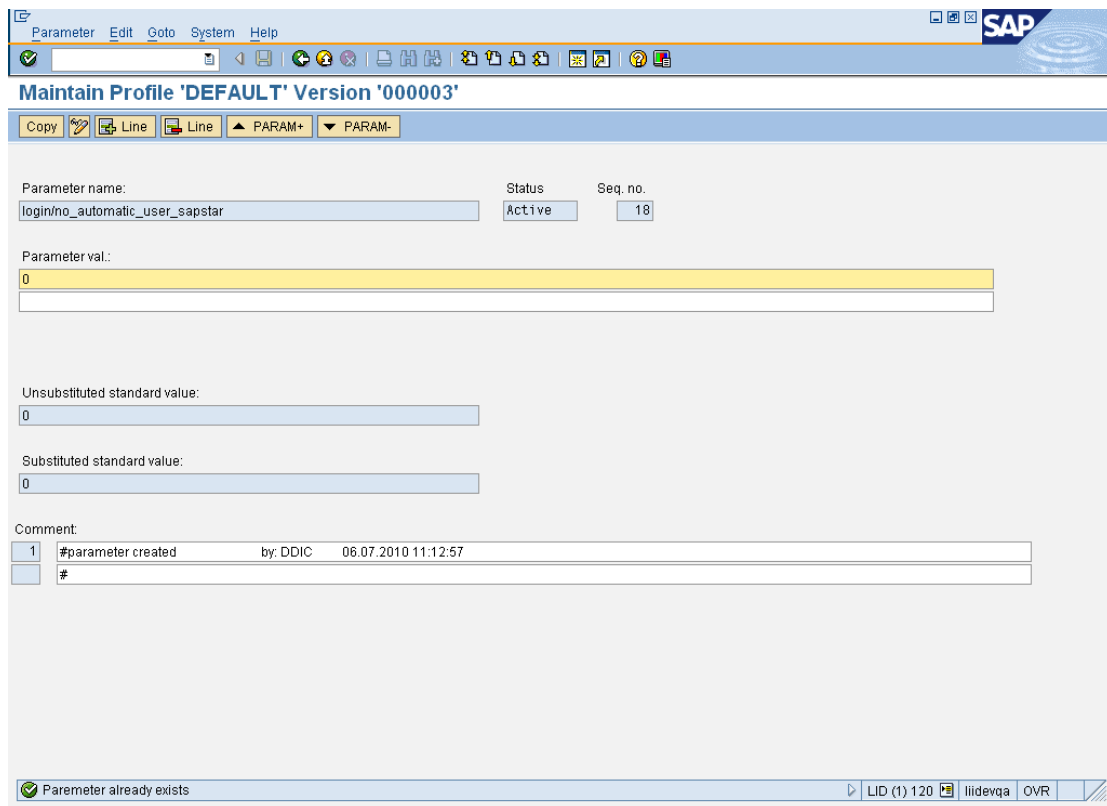 Parameter Edit Goto System Help
SAP
Maintain Profile 'DEFAULT' Version '000003'
Copy Line Line PARAM+ PARAM-
Parameter name: Status Seq. no.
login/no_automatic_user_sapstar Active 18
Parameter val.:
0
Unsubstituted standard value:
0
Substituted standard value:
0
Comment:
1 #parameter created by: DDIC 06.07.2010 11:12:57
#
Paremeter already exists LID (1) 120 liidevqa OVR